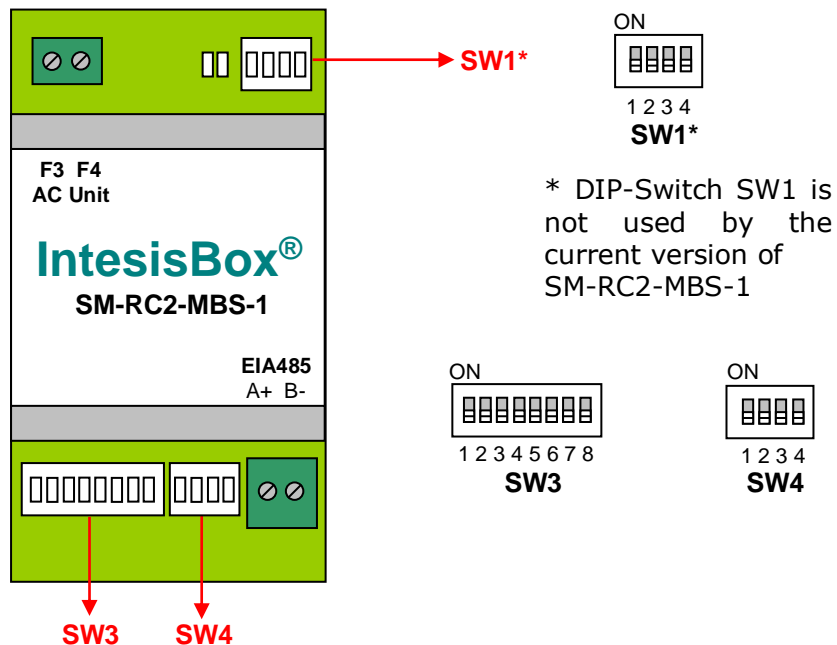 SW1*
ON
1 2 3 4
SW1*
F3 F4
AC Unit
IntesisBox®
SM-RC2-MBS-1
* DIP-Switch SW1 is
not used by the
current version of
SM-RC2-MBS-1
EIA485
A+ B-
ON
1 2 3 4 5 6 7 8
SW3
ON
1 2 3 4
SW4
SW3
SW4